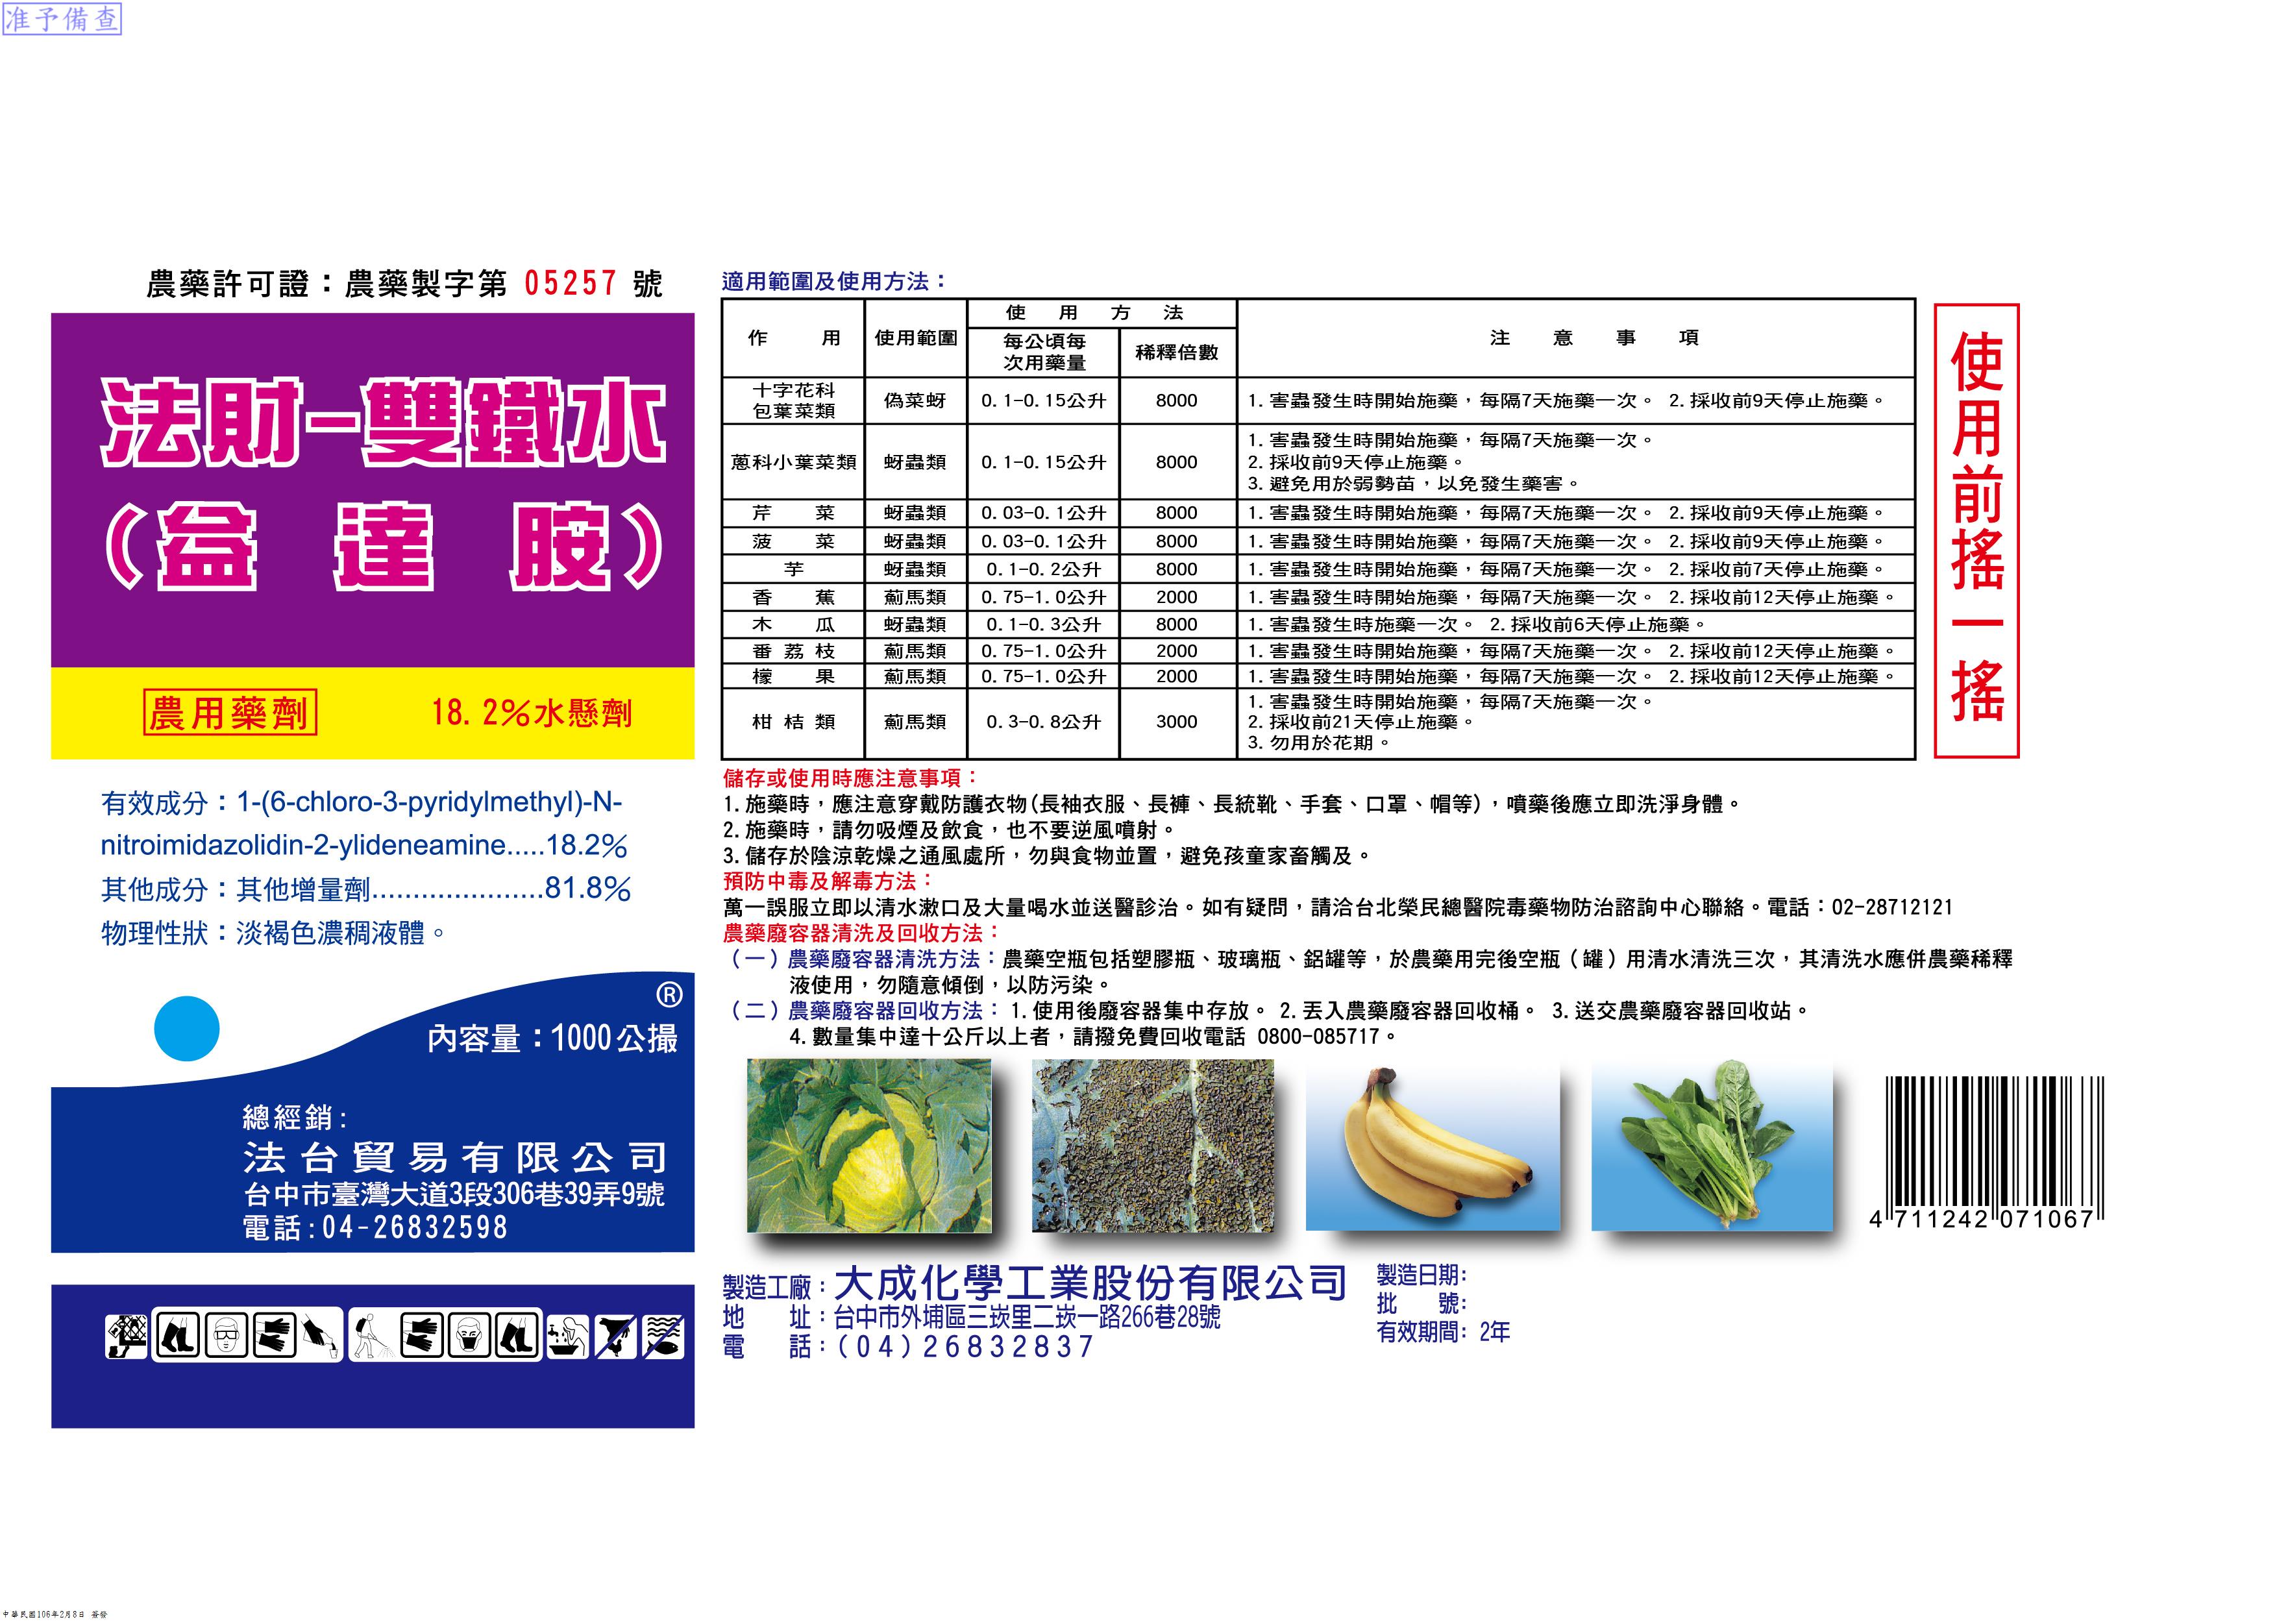 准予備查
農藥許可證：農藥製字第 05257 號
法財-雙鐵水
（益達胺）
農用藥劑 18.2%水懸劑
有效成分：1-(6-chloro-3-pyridylmethyl)-N-
nitroimidazolidin-2-ylideneamine.....18.2%
其他成分：其他增量劑.....................81.8%
物理性狀：淡褐色濃稠液體。
®
內容量：1000公撮
總經銷:
法台貿易有限公司
台中市臺灣大道3段306巷39弄9號
電話:04-26832598
適用範圍及使用方法：
作用 使用範圍 使用方法 注意事項
每公頃每次用藥量 稀釋倍數
十字花科包葉菜類 偽菜蚜 0.1-0.15公升 8000 1.害蟲發生時開始施藥，每隔7天施藥一次。 2.採收前9天停止施藥。
蔥科小葉菜類 蚜蟲類 0.1-0.15公升 8000 1.害蟲發生時開始施藥，每隔7天施藥一次。
2.採收前9天停止施藥。
3.避免用於弱勢苗，以免發生藥害。
芹菜 蚜蟲類 0.03-0.1公升 8000 1.害蟲發生時開始施藥，每隔7天施藥一次。 2.採收前9天停止施藥。
菠菜 蚜蟲類 0.03-0.1公升 8000 1.害蟲發生時開始施藥，每隔7天施藥一次。 2.採收前9天停止施藥。
芋 蚜蟲類 0.1-0.2公升 8000 1.害蟲發生時開始施藥，每隔7天施藥一次。 2.採收前7天停止施藥。
香蕉 薊馬類 0.75-1.0公升 2000 1.害蟲發生時開始施藥，每隔7天施藥一次。 2.採收前12天停止施藥。
木瓜 蚜蟲類 0.1-0.3公升 8000 1.害蟲發生時施藥一次。 2.採收前6天停止施藥。
番荔枝 薊馬類 0.75-1.0公升 2000 1.害蟲發生時開始施藥，每隔7天施藥一次。 2.採收前12天停止施藥。
檬果 薊馬類 0.75-1.0公升 2000 1.害蟲發生時開始施藥，每隔7天施藥一次。 2.採收前12天停止施藥。
柑桔類 薊馬類 0.3-0.8公升 3000 1.害蟲發生時開始施藥，每隔7天施藥一次。
2.採收前21天停止施藥。
3.勿用於花期。
使用前搖一搖
儲存或使用時應注意事項：
1.施藥時，應注意穿戴防護衣物(長袖衣服、長褲、長統靴、手套、口罩、帽等)，噴藥後應立即洗淨身體。
2.施藥時，請勿吸煙及飲食，也不要逆風噴射。
3.儲存於陰涼乾燥之通風處所，勿與食物並置，避免孩童家畜觸及。
預防中毒及解毒方法：
萬一誤服立即以清水漱口及大量喝水並送醫診治。如有疑問，請洽台北榮民總醫院毒藥物防治諮詢中心聯絡。電話：02-28712121
農藥廢容器清洗及回收方法：
（一）農藥廢容器清洗方法：農藥空瓶包括塑膠瓶、玻璃瓶、鋁罐等，於農藥用完後空瓶（罐）用清水清洗三次，其清洗水應併農藥稀釋
液使用，勿隨意傾倒，以防污染。
（二）農藥廢容器回收方法：1.使用後廢容器集中存放。 2.丟入農藥廢容器回收桶。 3.送交農藥廢容器回收站。
4.數量集中達十公斤以上者，請撥免費回收電話 0800-085717。
4 711242 071067
製造工廠：大成化學工業股份有限公司
地址：台中市外埔區三崁里二崁一路266巷28號
電話：(04)26832837
製造日期:
批號:
有效期間: 2年
中華民國106年2月8日 簽發